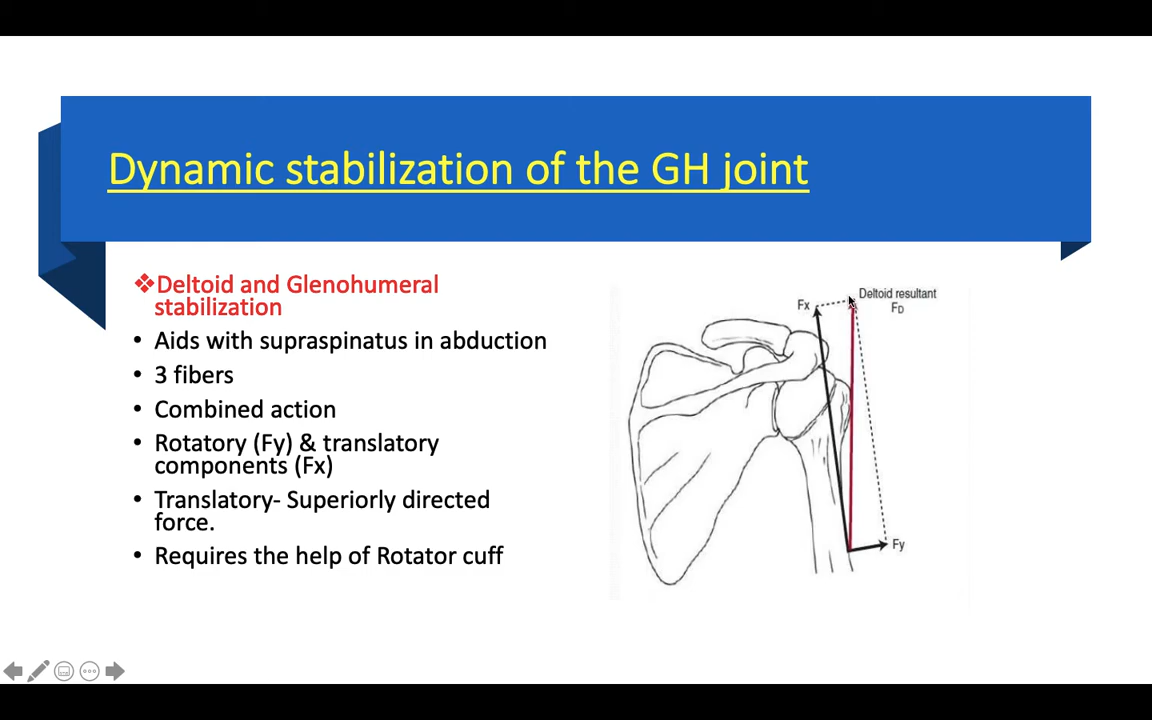 Dynamic stabilization of the GH joint
❖Deltoid and Glenohumeral
stabilization
• Aids with supraspinatus in abduction
• 3 fibers
• Combined action
• Rotatory (Fy) & translatory
components (Fx)
• Translatory- Superiorly directed
force.
• Requires the help of Rotator cuff
Fx
Deltoid resultant
FD
Fy